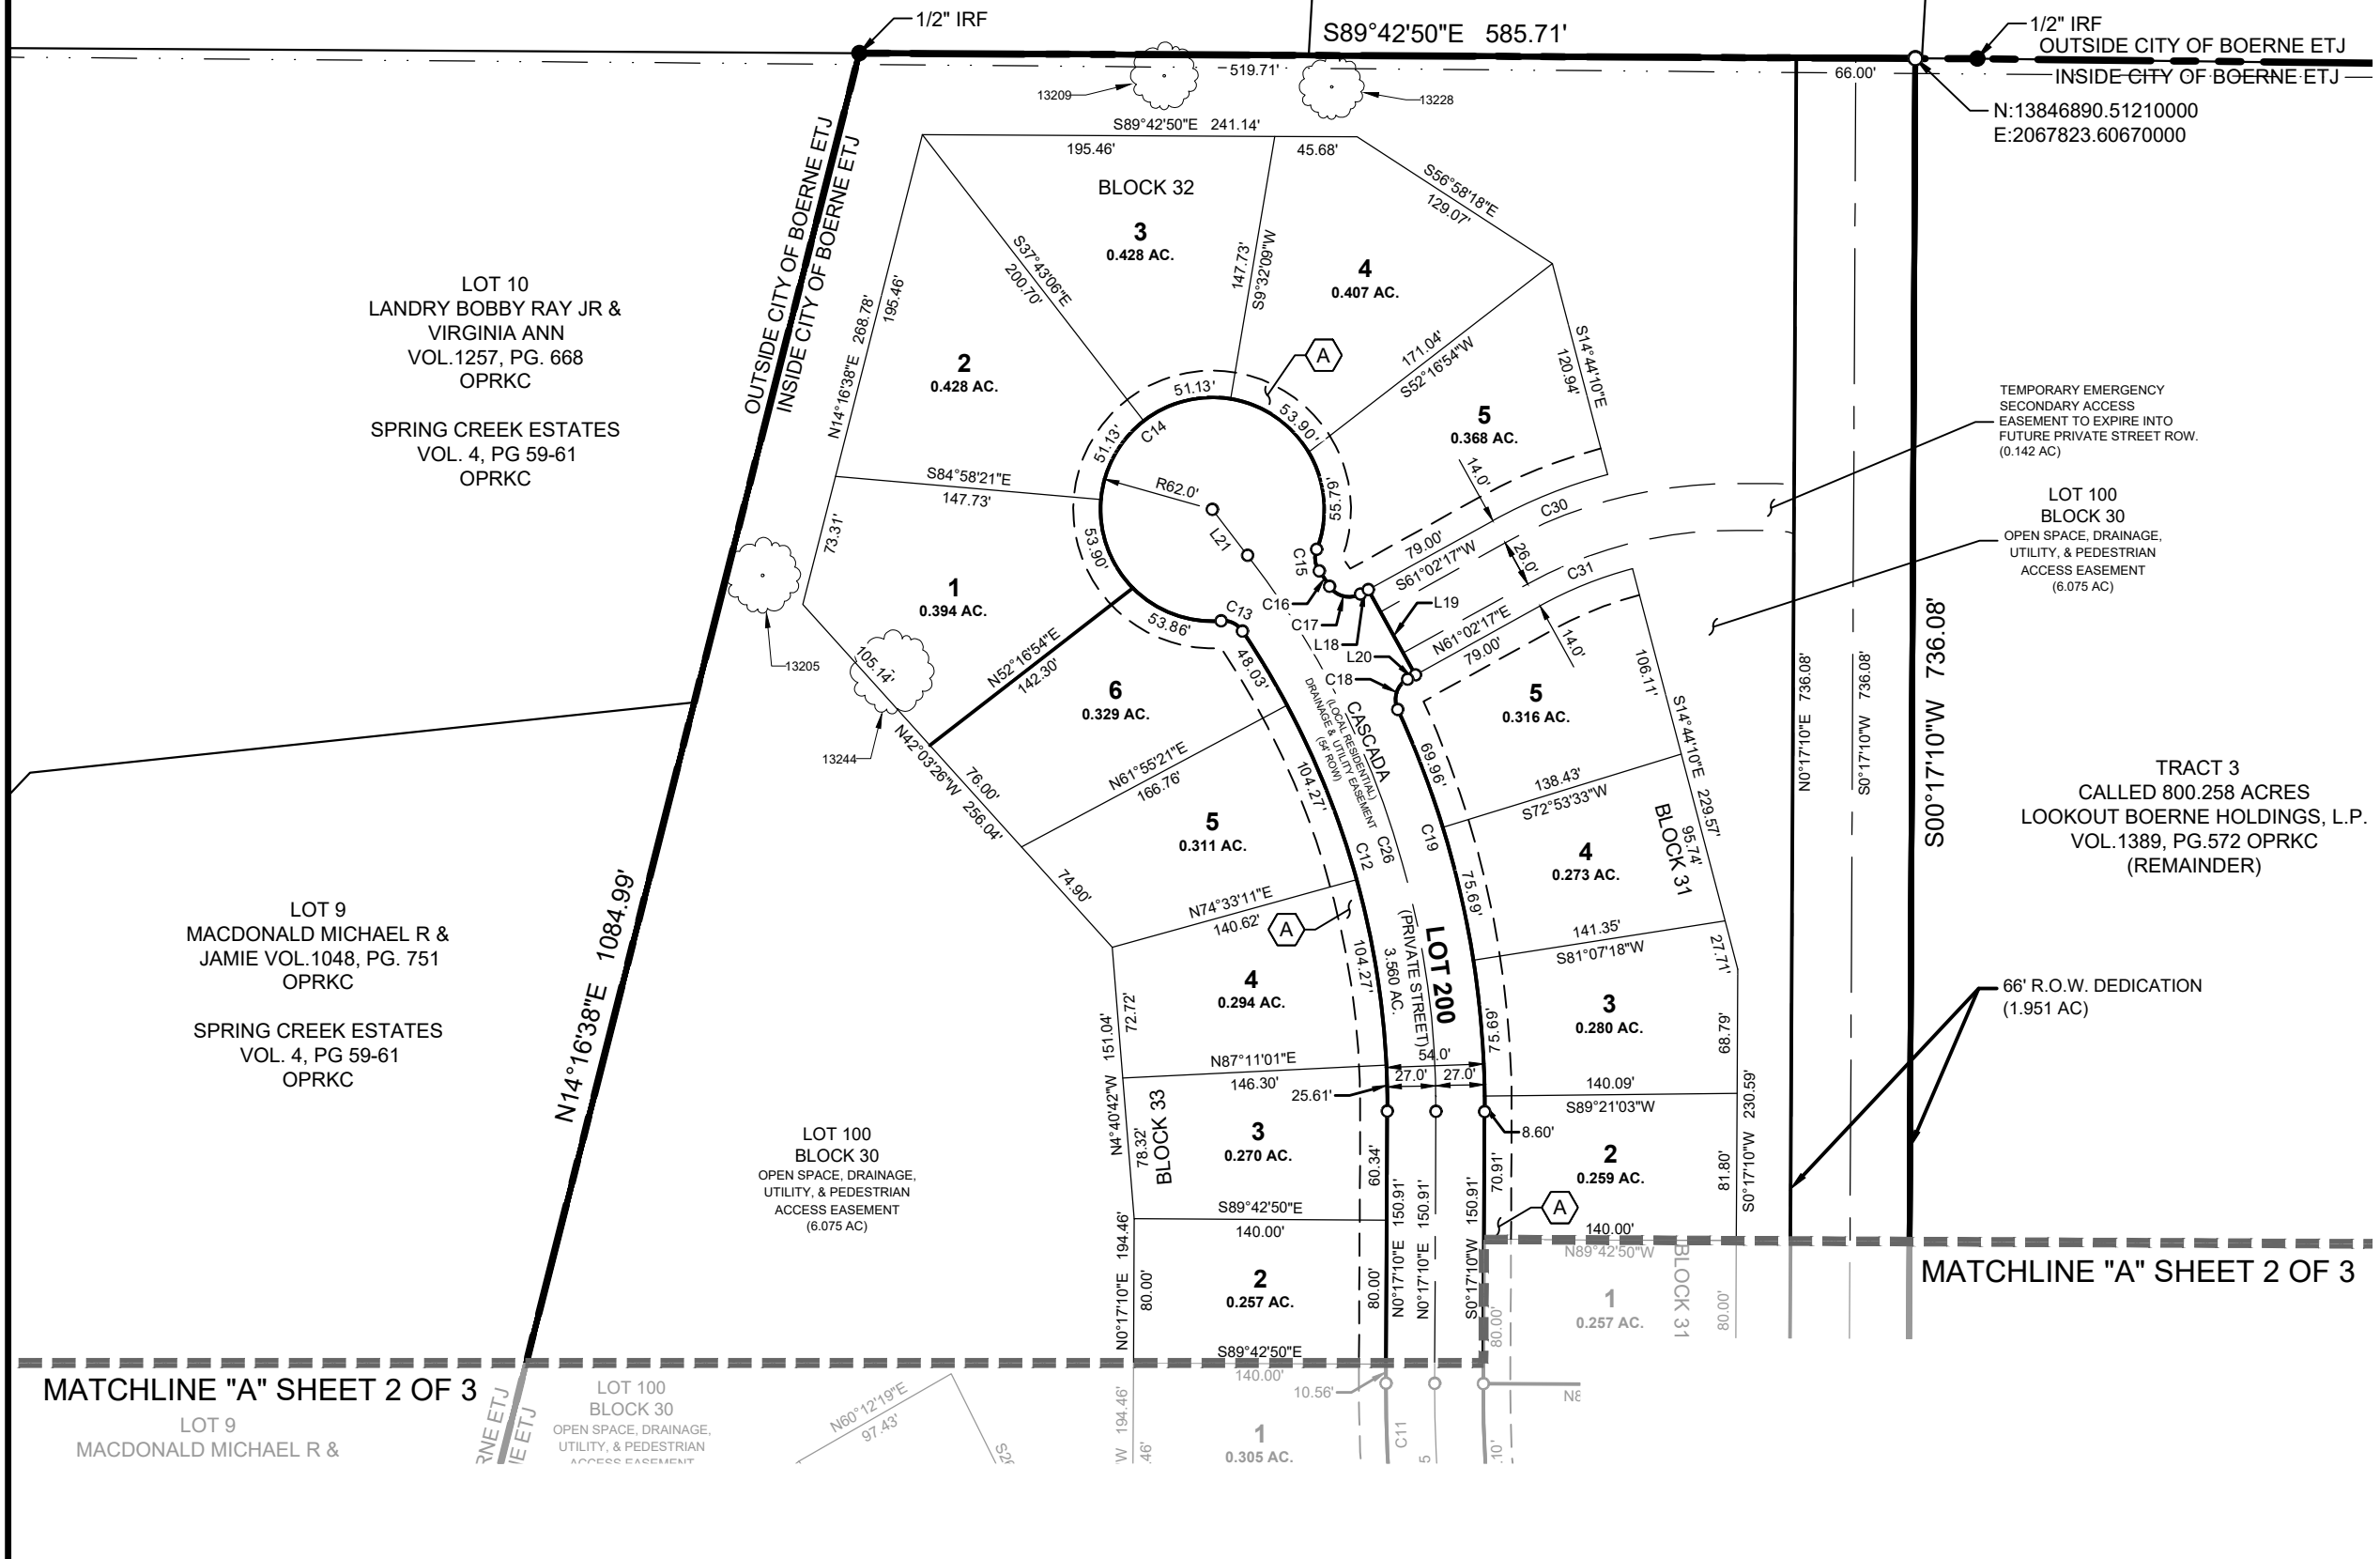 1/2" IRF
S89°42'50"E 585.71'
1/2" IRF
OUTSIDE CITY OF BOERNE ETJ
INSIDE CITY OF BOERNE ETJ
519.71'
66.00'
13209
13228
N:13846890.51210000
E:2067823.60670000
S89°42'50"E 241.14'
195.46'
45.68'
BLOCK 32
3
0.428 AC.
S56°58'18"E
129.07'
OUTSIDE CITY OF BOERNE ETJ
INSIDE CITY OF BOERNE ETJ
S37°43'06"E
200.70'
147.73'
S9°32'09"W
4
0.407 AC.
LOT 10
LANDRY BOBBY RAY JR &
VIRGINIA ANN
VOL.1257, PG. 668
OPRKC
SPRING CREEK ESTATES
VOL. 4, PG 59-61
OPRKC
N14°16'38"E 268.78'
195.46'
2
0.428 AC.
A
171.04'
S52°16'54"W
S14°44'10"E
120.94'
5
0.368 AC.
51.13'
53.90'
C14
51.13'
S84°58'21"E
147.73'
R62.0'
55.79'
14.0'
C30
TEMPORARY EMERGENCY
SECONDARY ACCESS
EASEMENT TO EXPIRE INTO
FUTURE PRIVATE STREET ROW.
(0.142 AC)
LOT 100
BLOCK 30
OPEN SPACE, DRAINAGE,
UTILITY, & PEDESTRIAN
ACCESS EASEMENT
(6.075 AC)
73.31'
53.90'
L21
C15
79.00'
S61°02'17"W
26.0'
C31
1
0.394 AC.
C16
C17
L18
L19
L20
C18
C13
53.86'
N61°02'17"E
79.00'
14.0'
13205
105.14'
N52°16'54"E
142.30'
48.03'
6
0.329 AC.
5
0.316 AC.
106.11'
S14°44'10"E 229.57'
N0°17'10"E 736.08'
S0°17'10"W 736.08'
S00°17'10"W 736.08'
13244
N42°03'26"W 256.04'
76.00'
N61°55'21"E
166.76'
CASCADA
(LOCAL RESIDENTIAL)
DRAINAGE & UTILITY EASEMENT
(54' ROW)
104.27'
69.96'
138.43'
S72°53'33"W
TRACT 3
CALLED 800.258 ACRES
LOOKOUT BOERNE HOLDINGS, L.P.
VOL.1389, PG.572 OPRKC
(REMAINDER)
5
0.311 AC.
C12
C26
C19
BLOCK 31
95.74'
4
0.273 AC.
74.90'
N74°33'11"E
140.62'
A
75.69'
141.35'
S81°07'18"W
27.71'
LOT 9
MACDONALD MICHAEL R &
JAMIE VOL.1048, PG. 751
OPRKC
SPRING CREEK ESTATES
VOL. 4, PG 59-61
OPRKC
N14°16'38"E 1084.99'
104.27'
LOT 200
(PRIVATE STREET)
3.560 AC.
4
0.294 AC.
N4°40'42"W 151.04'
72.72'
3
0.280 AC.
75.69'
68.79'
66' R.O.W. DEDICATION
(1.951 AC)
N87°11'01"E
146.30'
54.0'
27.0'
27.0'
25.61'
140.09'
S89°21'03"W
S0°17'10"W 230.59'
8.60'
LOT 100
BLOCK 30
OPEN SPACE, DRAINAGE,
UTILITY, & PEDESTRIAN
ACCESS EASEMENT
(6.075 AC)
BLOCK 33
78.32'
3
0.270 AC.
60.34'
N0°17'10"E 150.91'
N0°17'10"E 150.91'
S0°17'10"W 150.91'
70.91'
2
0.259 AC.
81.80'
A
S89°42'50"E
140.00'
140.00'
N89°42'50"W
N0°17'10"E 194.46'
80.00'
2
0.257 AC.
80.00'
S89°42'50"E
140.00'
80.00'
1
0.257 AC.
BLOCK 31
80.00'
MATCHLINE "A" SHEET 2 OF 3
MATCHLINE "A" SHEET 2 OF 3
LOT 9
MACDONALD MICHAEL R &
RNE ETJ
E ETJ
LOT 100
BLOCK 30
OPEN SPACE, DRAINAGE,
UTILITY, & PEDESTRIAN
ACCESS EASEMENT
N60°12'19"E
97.43'
S26
W 194.46'
.46'
10.56'
1
0.305 AC.
C11
5
.10'
N8